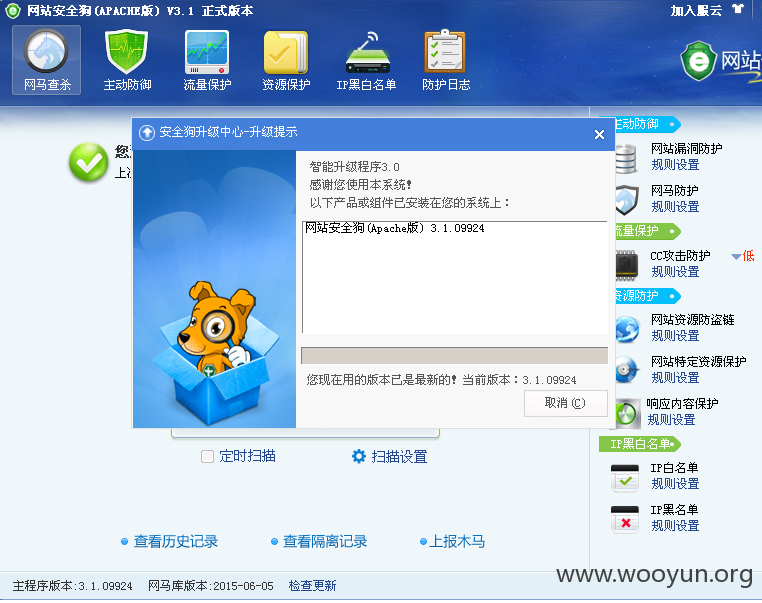 网站安全狗(APACHE版) V3.1 正式版本
加入服云
网马查杀
主动防御
流量保护
资源保护
IP黑白名单
防护日志
网站
安全狗升级中心-升级提示
智能升级程序3.0
感谢您使用本系统!
以下产品或组件已安装在您的系统上：
网站安全狗(Apache版) 3.1.09924
您现在用的版本已是最新的! 当前版本：3.1.09924
取消 (C)
您
上
定时扫描
扫描设置
查看历史记录
查看隔离记录
上报木马
主动防御
网站漏洞防护
规则设置
网马防护
规则设置
流量保护
CC攻击防护
低
规则设置
资源防护
网站资源防盗链
规则设置
网站特定资源保护
规则设置
响应内容保护
规则设置
IP黑白名单
IP白名单
规则设置
IP黑名单
规则设置
主程序版本:3.1.09924
网马库版本:2015-06-05
检查更新
www.wooyun.org